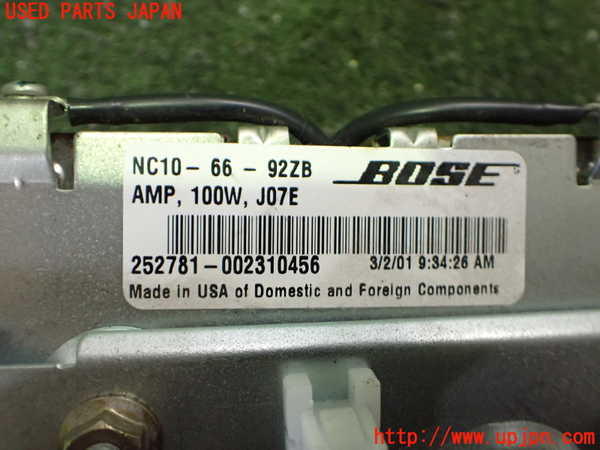 USED PARTS JAPAN
NC10-66-92ZB
BOSE
AMP, 100W, J07E
252781-002310456
3/2/01 9:34:26 AM
Made in USA of Domestic and Foreign Components
http://www.upjpn.com/